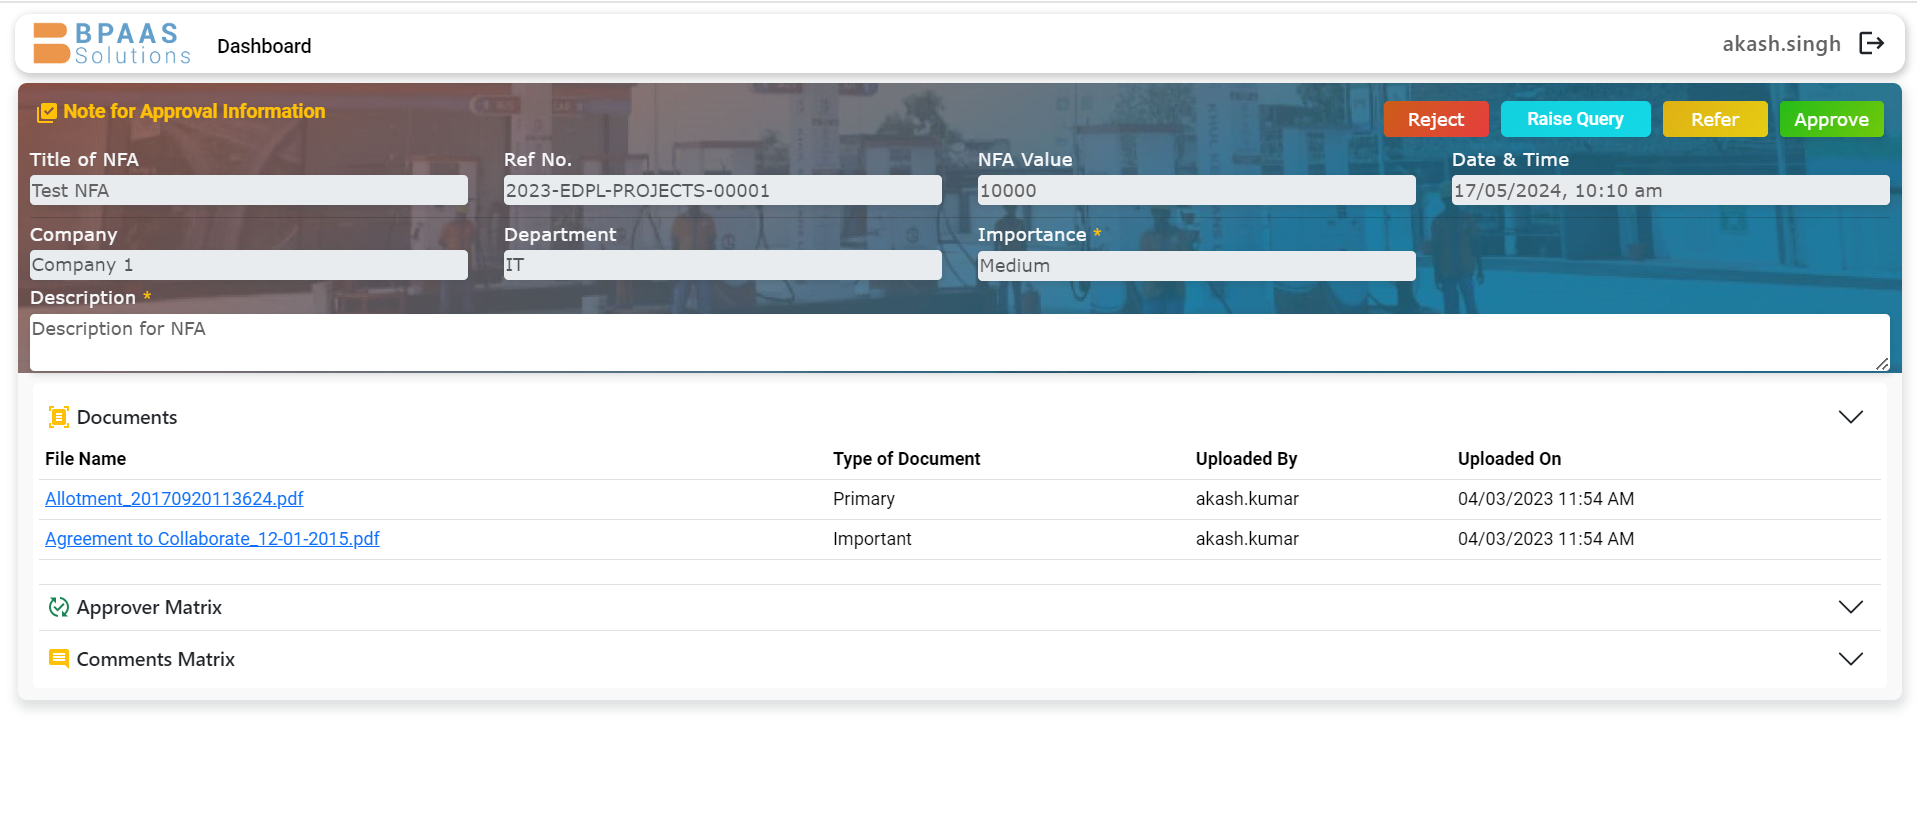 BPAAS
Solutions
Dashboard
akash.singh
Note for Approval Information
Reject
Raise Query
Refer
Approve
Title of NFA
Ref No.
NFA Value
Date & Time
Test NFA
2023-EDPL-PROJECTS-00001
10000
17/05/2024, 10:10 am
Company
Department
Importance *
Company 1
IT
Medium
Description *
Description for NFA
Documents
File Name Type of Document Uploaded By Uploaded On
Allotment_20170920113624.pdf Primary akash.kumar 04/03/2023 11:54 AM
Agreement to Collaborate_12-01-2015.pdf Important akash.kumar 04/03/2023 11:54 AM
Approver Matrix
Comments Matrix